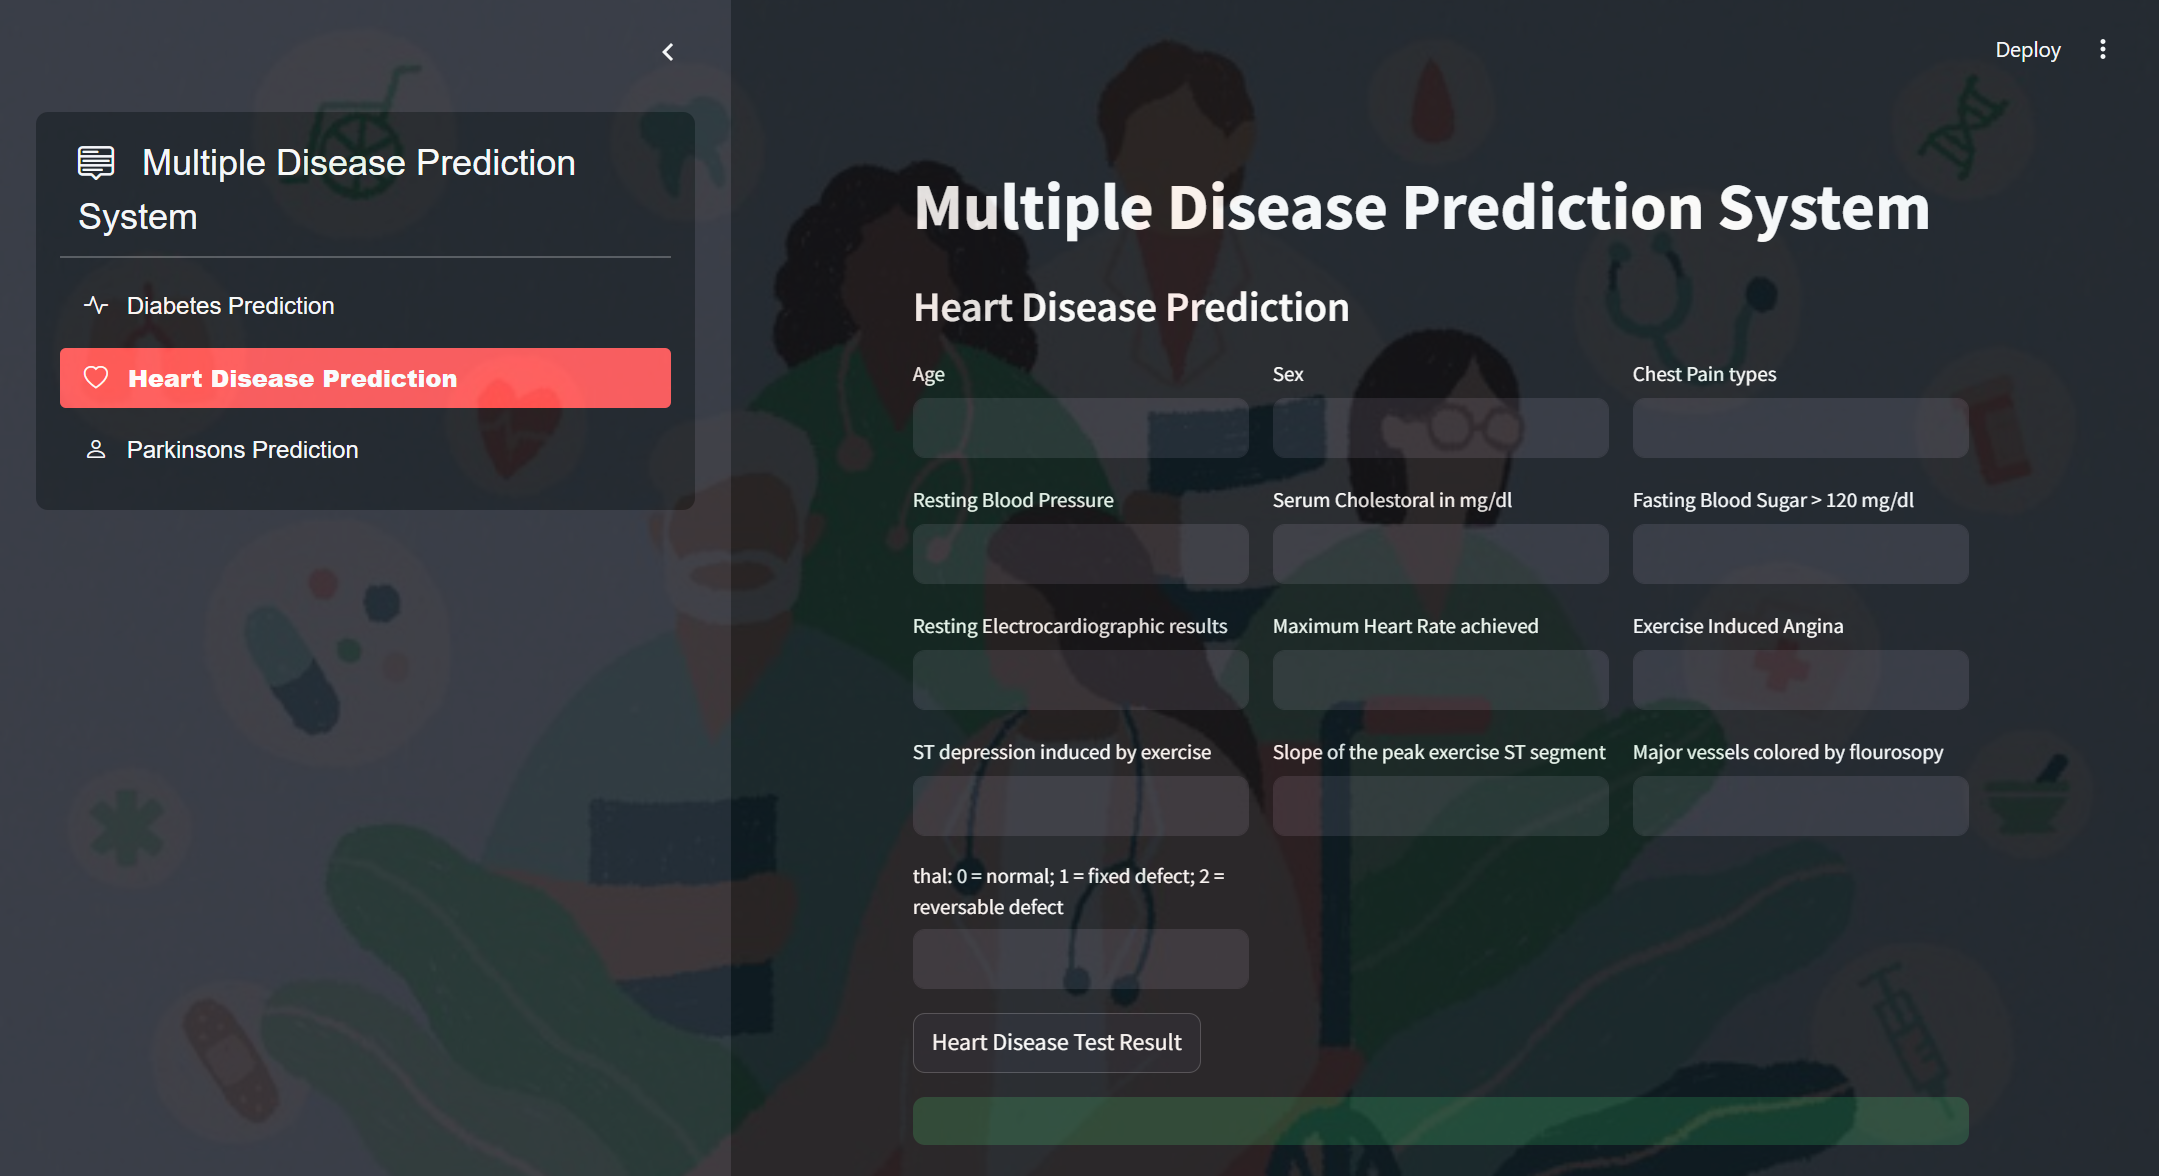 Deploy
Multiple Disease Prediction
System
Diabetes Prediction
Heart Disease Prediction
Parkinsons Prediction
Multiple Disease Prediction System
Heart Disease Prediction
Age
Sex
Chest Pain types
Resting Blood Pressure
Serum Cholestoral in mg/dl
Fasting Blood Sugar > 120 mg/dl
Resting Electrocardiographic results
Maximum Heart Rate achieved
Exercise Induced Angina
ST depression induced by exercise
Slope of the peak exercise ST segment
Major vessels colored by flourosopy
thal: 0 = normal; 1 = fixed defect; 2 =
reversable defect
Heart Disease Test Result